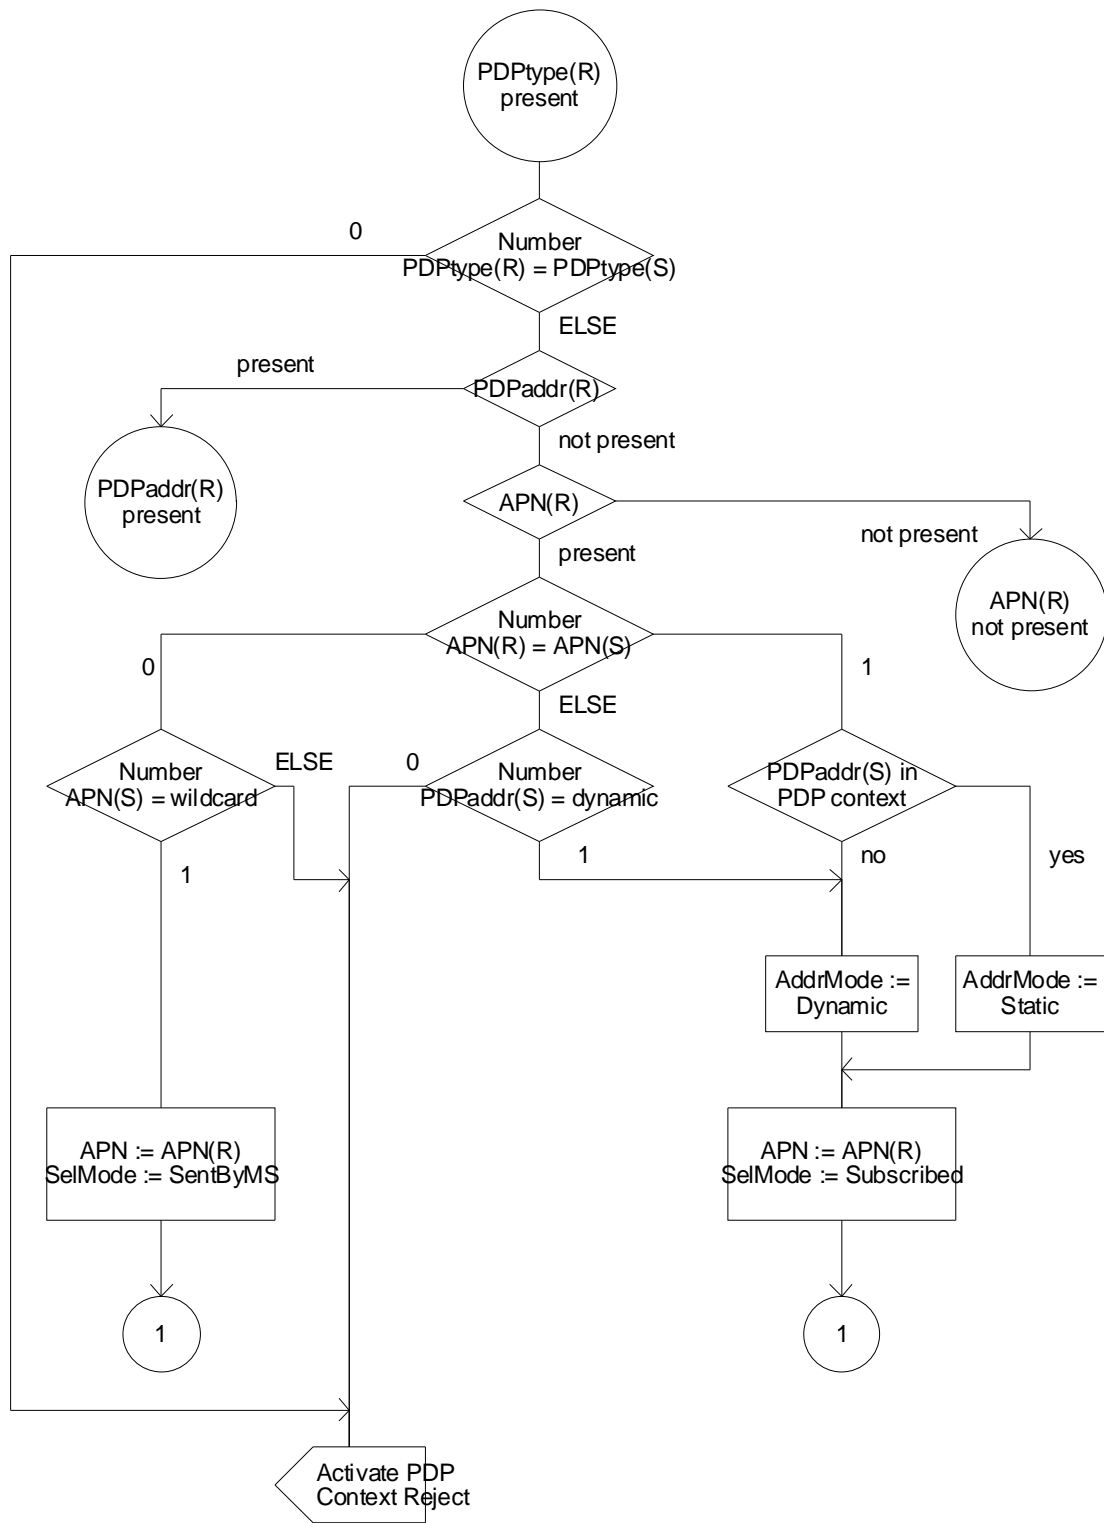 PDPtype(R)
present
0
Number
PDPtype(R) = PDPtype(S)
ELSE
present
PDPaddr(R)
not present
PDPaddr(R)
present
APN(R)
not present
present
APN(R)
not present
Number
APN(R) = APN(S)
0
1
ELSE
Number
APN(S) = wildcard
ELSE
0
Number
PDPaddr(S) = dynamic
PDPaddr(S) in
PDP context
1
1
no
yes
AddrMode :=
Dynamic
AddrMode :=
Static
APN := APN(R)
SelMode := SentByMS
APN := APN(R)
SelMode := Subscribed
1
1
Activate PDP
Context Reject